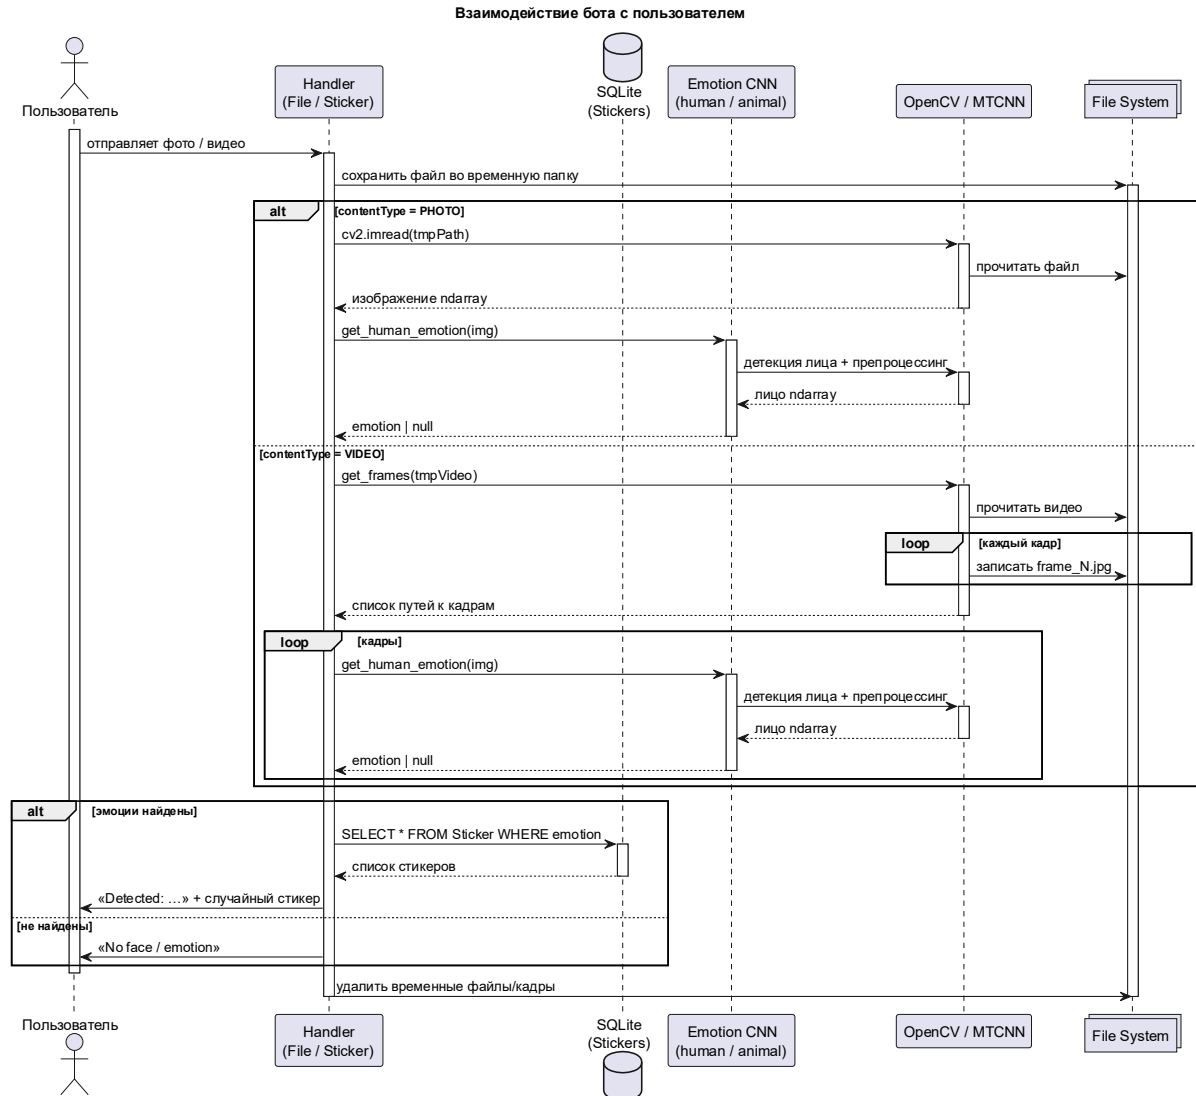 Взаимодействие бота с пользователем
Пользователь
Handler
(File / Sticker)
SQLite
(Stickers)
Emotion CNN
(human / animal)
OpenCV / MTCNN
File System
отправляет фото / видео
сохранить файл во временную папку
alt
[contentType = PHOTO]
cv2.imread(tmpPath)
прочитать файл
изображение ndarray
get_human_emotion(img)
детекция лица + препроцессинг
лицо ndarray
emotion | null
[contentType = VIDEO]
get_frames(tmpVideo)
прочитать видео
loop
[каждый кадр]
записать frame_N.jpg
список путей к кадрам
loop
[кадры]
get_human_emotion(img)
детекция лица + препроцессинг
лицо ndarray
emotion | null
alt
[эмоции найдены]
SELECT * FROM Sticker WHERE emotion
список стикеров
«Detected: …» + случайный стикер
[не найдены]
«No face / emotion»
удалить временные файлы/кадры
Пользователь
Handler
(File / Sticker)
SQLite
(Stickers)
Emotion CNN
(human / animal)
OpenCV / MTCNN
File System